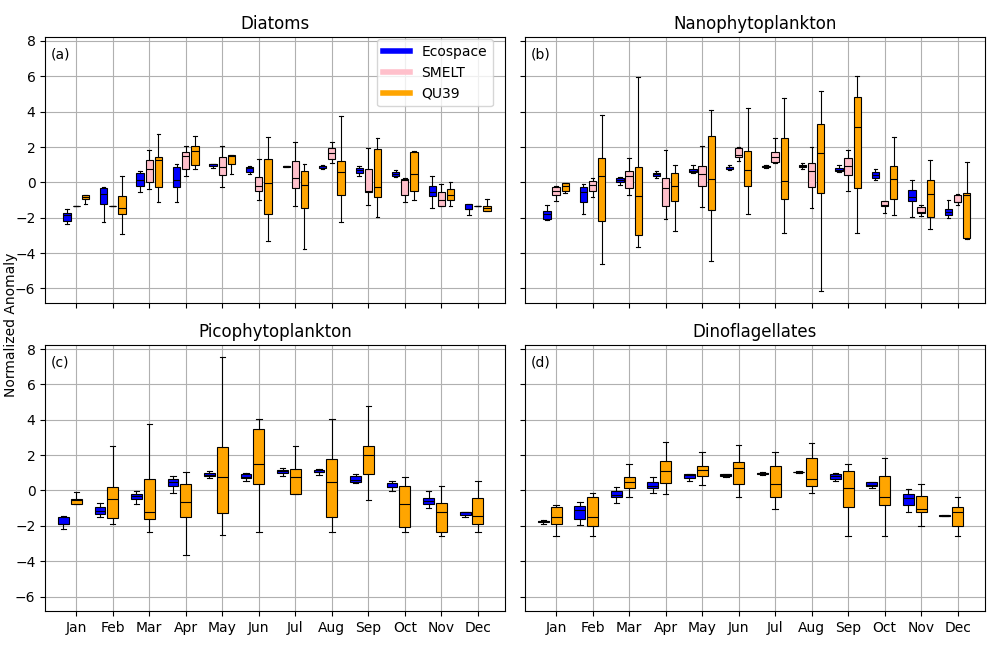 Diatoms
Nanophytoplankton
(a)
Ecospace
SMELT
QU39
(b)
8
6
4
2
0
−2
−4
−6
Picophytoplankton
Dinoflagellates
(c)
(d)
8
6
4
2
0
−2
−4
−6
Normalized Anomaly
Jan Feb Mar Apr May Jun Jul Aug Sep Oct Nov Dec
Jan Feb Mar Apr May Jun Jul Aug Sep Oct Nov Dec